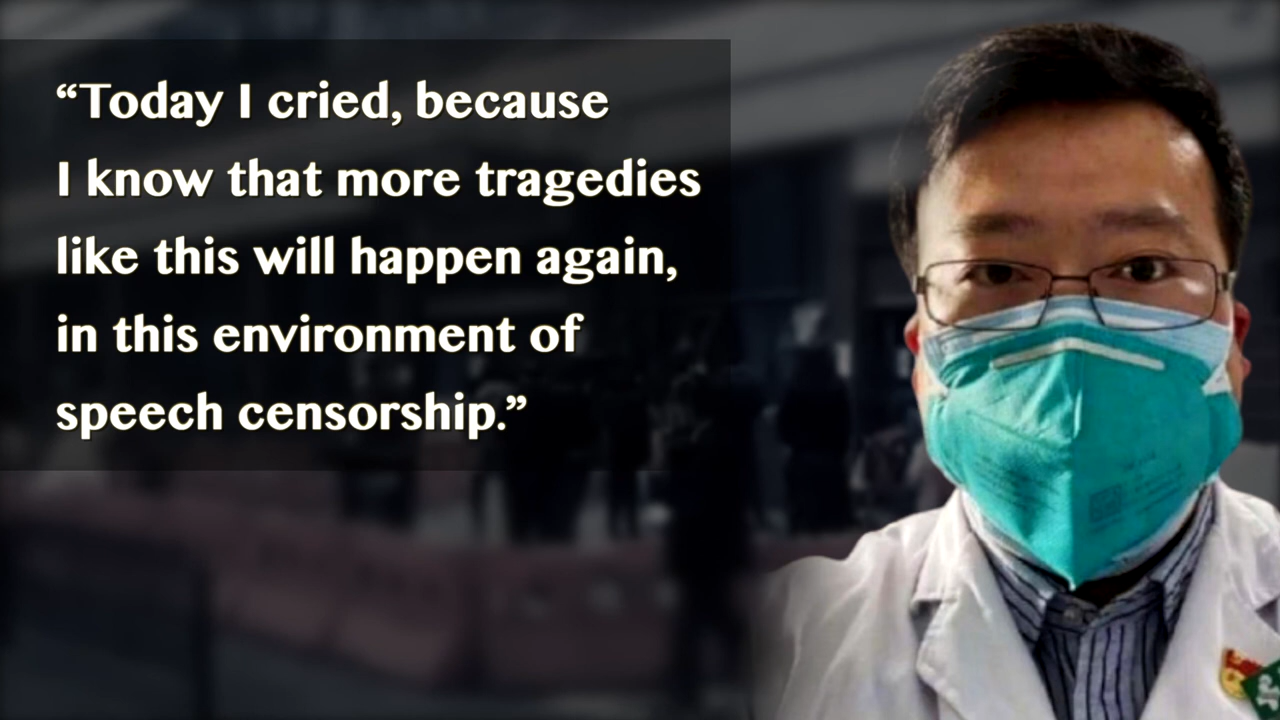 “Today I cried, because
I know that more tragedies
like this will happen again,
in this environment of
speech censorship.”